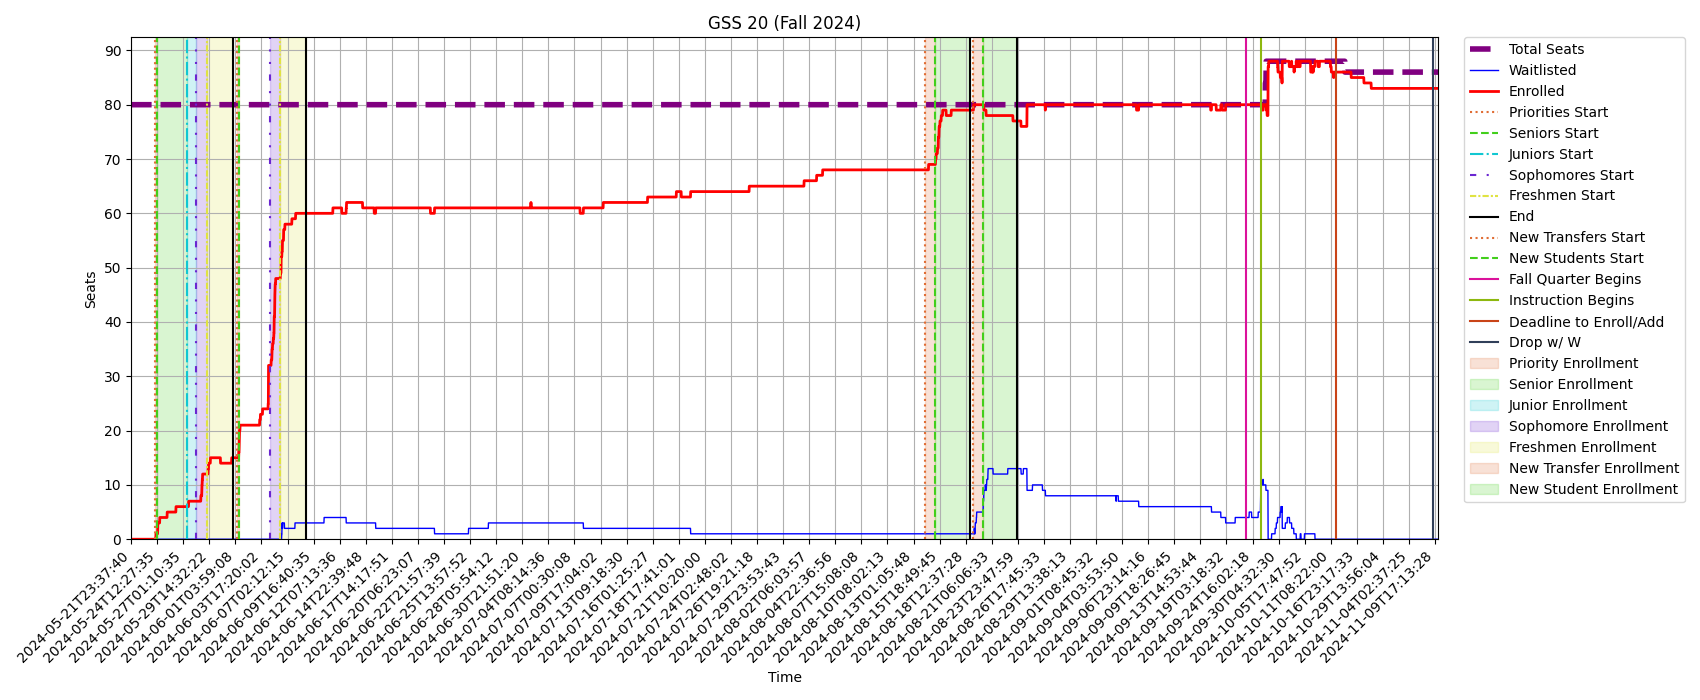 GSS 20 (Fall 2024)
90
80
70
60
50
40
30
20
10
0
Seats
2024-05-21T23:37:40
2024-05-24T12:27:35
2024-05-27T01:10:35
2024-05-29T14:32:22
2024-06-01T03:59:08
2024-06-03T17:20:02
2024-06-07T02:12:15
2024-06-09T16:40:35
2024-06-12T07:13:36
2024-06-14T22:39:48
2024-06-17T14:17:51
2024-06-20T06:23:07
2024-06-22T21:57:39
2024-06-25T13:57:52
2024-06-28T05:54:12
2024-06-30T21:51:20
2024-07-04T08:14:36
2024-07-07T00:30:08
2024-07-09T17:04:02
2024-07-13T09:18:30
2024-07-16T01:25:27
2024-07-18T17:41:01
2024-07-21T10:20:00
2024-07-24T02:48:02
2024-07-26T19:21:18
2024-07-29T23:53:43
2024-08-02T06:03:57
2024-08-04T22:36:56
2024-08-07T15:08:08
2024-08-10T08:02:13
2024-08-13T01:05:48
2024-08-15T18:49:45
2024-08-18T12:37:28
2024-08-21T06:06:33
2024-08-23T23:47:59
2024-08-26T17:45:33
2024-08-29T13:38:13
2024-09-01T08:45:32
2024-09-04T03:53:50
2024-09-06T23:14:16
2024-09-09T18:26:45
2024-09-13T14:53:44
2024-09-19T03:18:32
2024-09-24T16:02:18
2024-09-30T04:32:30
2024-10-05T17:47:52
2024-10-11T08:22:00
2024-10-16T23:17:33
2024-10-29T13:56:04
2024-11-04T02:37:25
2024-11-09T17:13:28
Time
Total Seats
Waitlisted
Enrolled
Priorities Start
Seniors Start
Juniors Start
Sophomores Start
Freshmen Start
End
New Transfers Start
New Students Start
Fall Quarter Begins
Instruction Begins
Deadline to Enroll/Add
Drop w/ W
Priority Enrollment
Senior Enrollment
Junior Enrollment
Sophomore Enrollment
Freshmen Enrollment
New Transfer Enrollment
New Student Enrollment